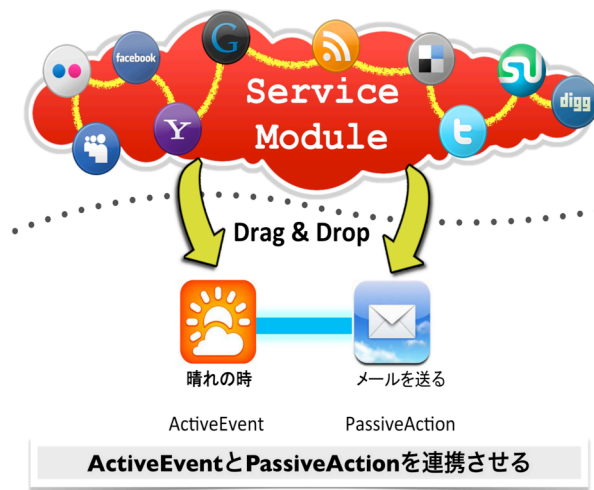 facebook
G
SU
digg
Y
t
Service
Module
Drag & Drop
晴れの時
メールを送る
ActiveEvent
PassiveAction
ActiveEventとPassiveActionを連携させる